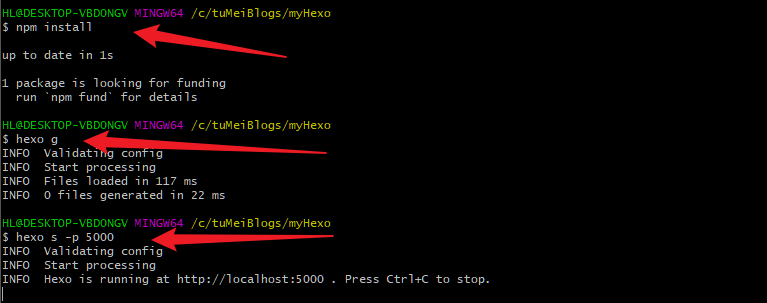 HL@DESKTOP-VBDONGV MINGW64 /c/tuMeiBlogs/myHexo
$ npm install
up to date in 1s
1 package is looking for funding
run `npm fund` for details
HL@DESKTOP-VBDONGV MINGW64 /c/tuMeiBlogs/myHexo
$ hexo g
INFO  Validating config
INFO  Start processing
INFO  Files loaded in 117 ms
INFO  0 files generated in 22 ms
HL@DESKTOP-VBDONGV MINGW64 /c/tuMeiBlogs/myHexo
$ hexo s -p 5000
INFO  Validating config
INFO  Start processing
INFO  Hexo is running at http://localhost:5000 . Press Ctrl+C to stop.